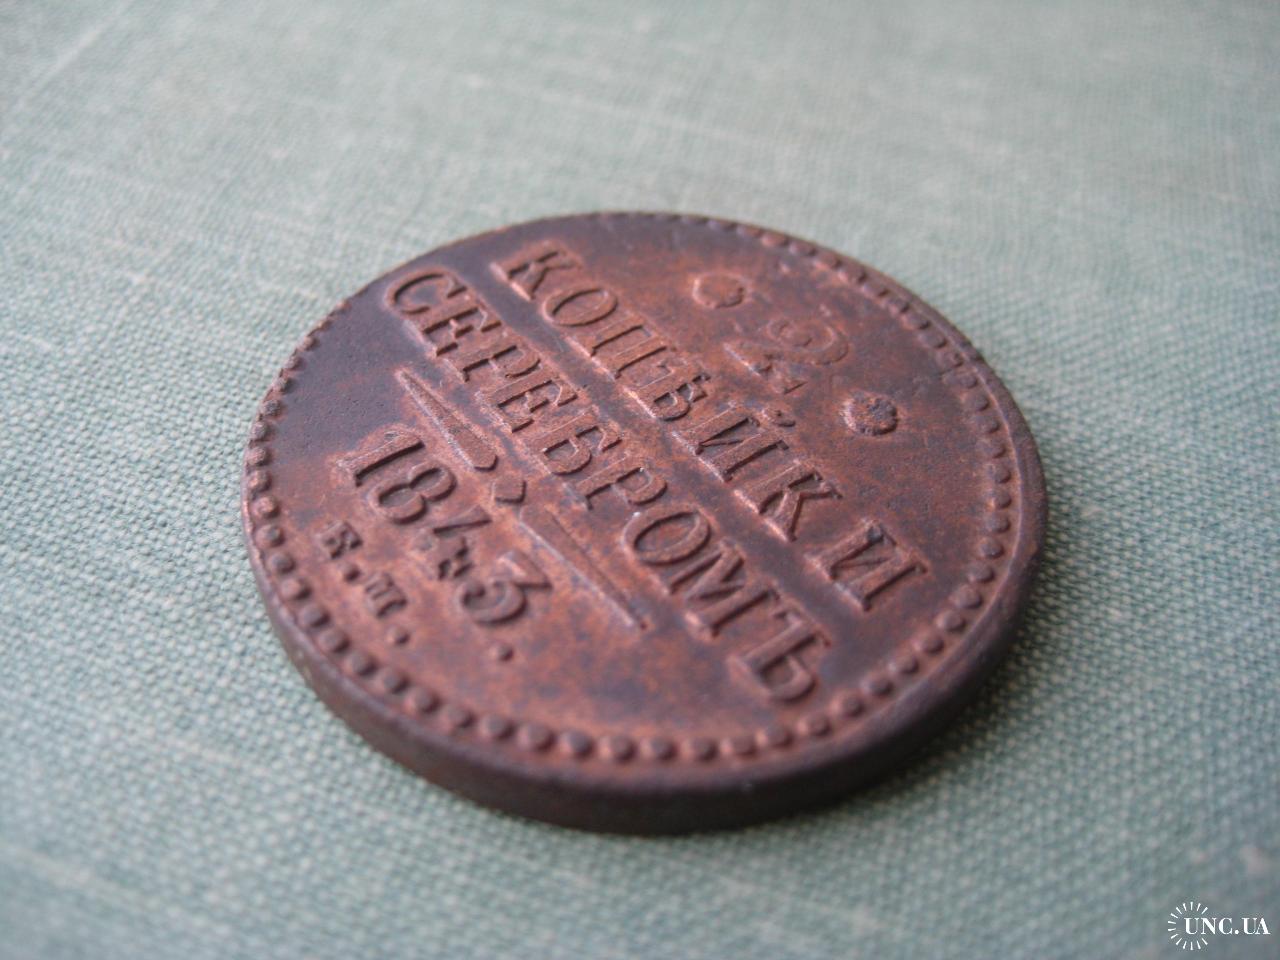 2
КОПѢЙКИ
СЕРЕБРОМЪ
1843.
Е.М.
UNC.UA